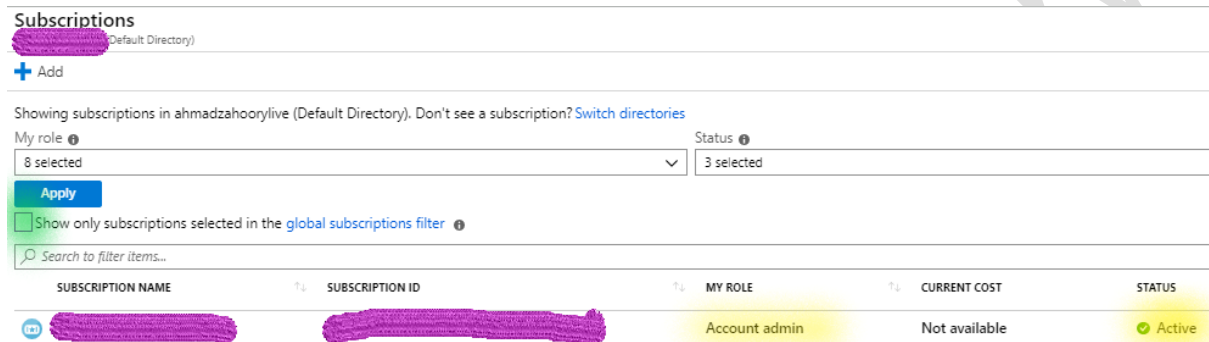 Subscriptions
Default Directory)
Add
Showing subscriptions in ahmadzahoorylive (Default Directory). Don't see a subscription? Switch directories
My role Status
8 selected 3 selected
Apply
Show only subscriptions selected in the global subscriptions filter
Search to filter items...
SUBSCRIPTION NAME SUBSCRIPTION ID MY ROLE CURRENT COST STATUS
Account admin Not available Active